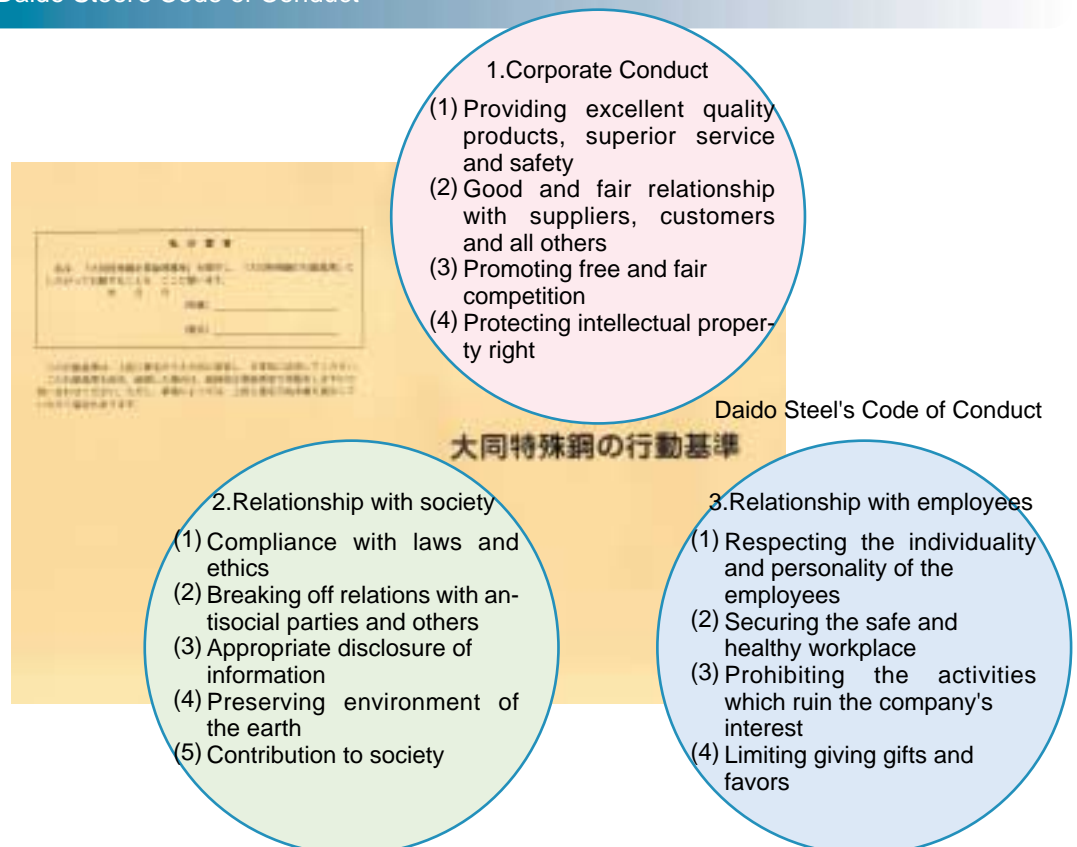 Daido Steel's Code of Conduct
1.Corporate Conduct
(1) Providing excellent quality
products, superior service
and safety
(2) Good and fair relationship
with suppliers, customers
and all others
(3) Promoting free and fair
competition
(4) Protecting intellectual proper-
ty right
Daido Steel's Code of Conduct
大同特殊鋼の行動基準
2.Relationship with society
(1) Compliance with laws and
ethics
(2) Breaking off relations with an-
tisocial parties and others
(3) Appropriate disclosure of
information
(4) Preserving environment of
the earth
(5) Contribution to society
3.Relationship with employees
(1) Respecting the individuality
and personality of the
employees
(2) Securing the safe and
healthy workplace
(3) Prohibiting the activities
which ruin the company's
interest
(4) Limiting giving gifts and
favors